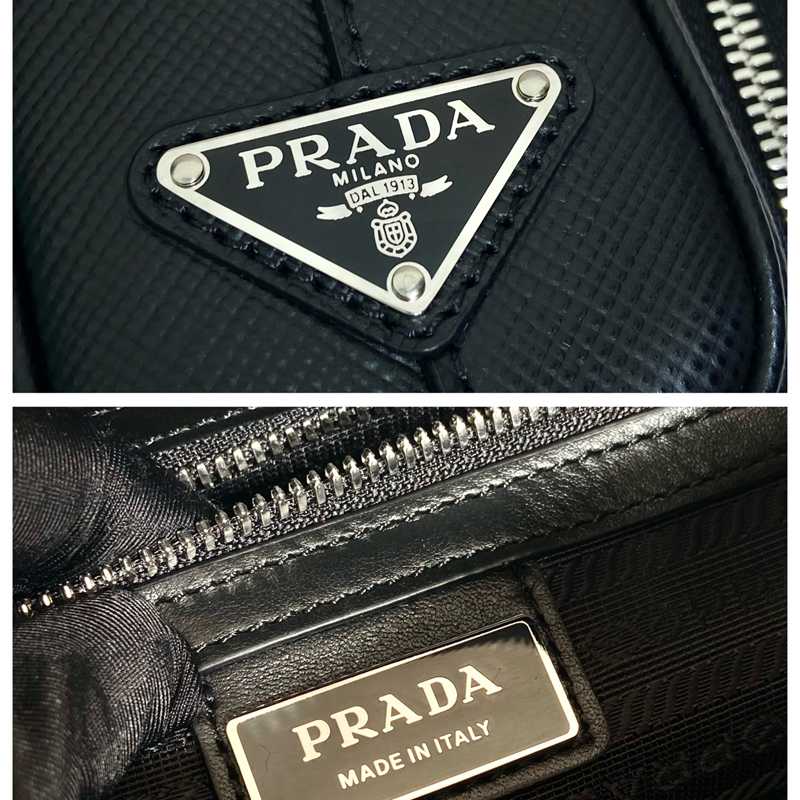 PRADA
MILANO
DAL 1913
PRADA
MADE IN ITALY